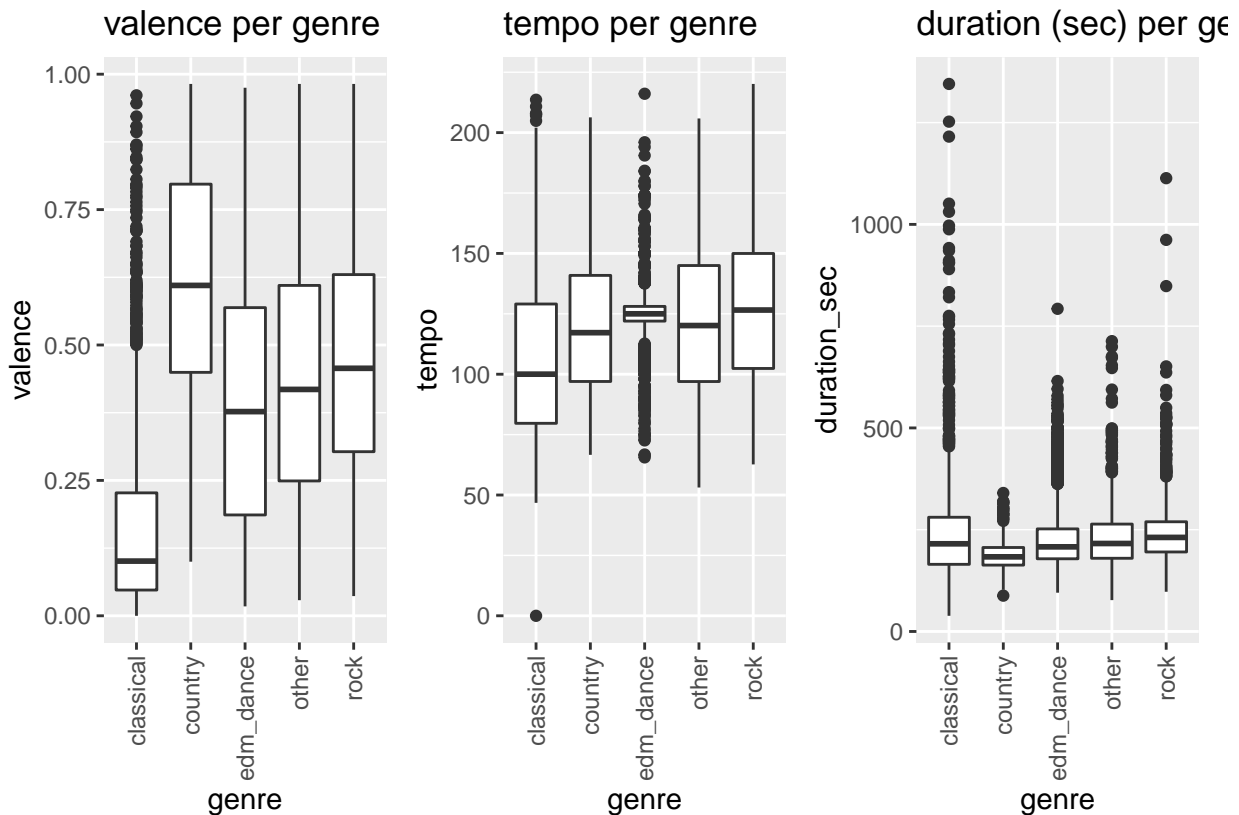 valence per genre
valence
1.00
0.75
0.50
0.25
0.00
classical
country
edm_dance
other
rock
genre
tempo per genre
tempo
200
150
100
50
0
classical
country
edm_dance
other
rock
genre
duration (sec) per ge
duration_sec
1000
500
0
classical
country
edm_dance
other
rock
genre